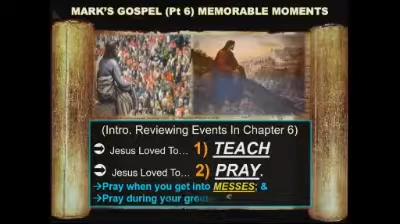 MARK'S GOSPEL (Pt 6) MEMORABLE MOMENTS
(Intro. Reviewing Events In Chapter 6)
➲ Jesus Loved To... 1) TEACH
➲ Jesus Loved To... 2) PRAY.
→Pray when you get into MESSES; &
→Pray during your